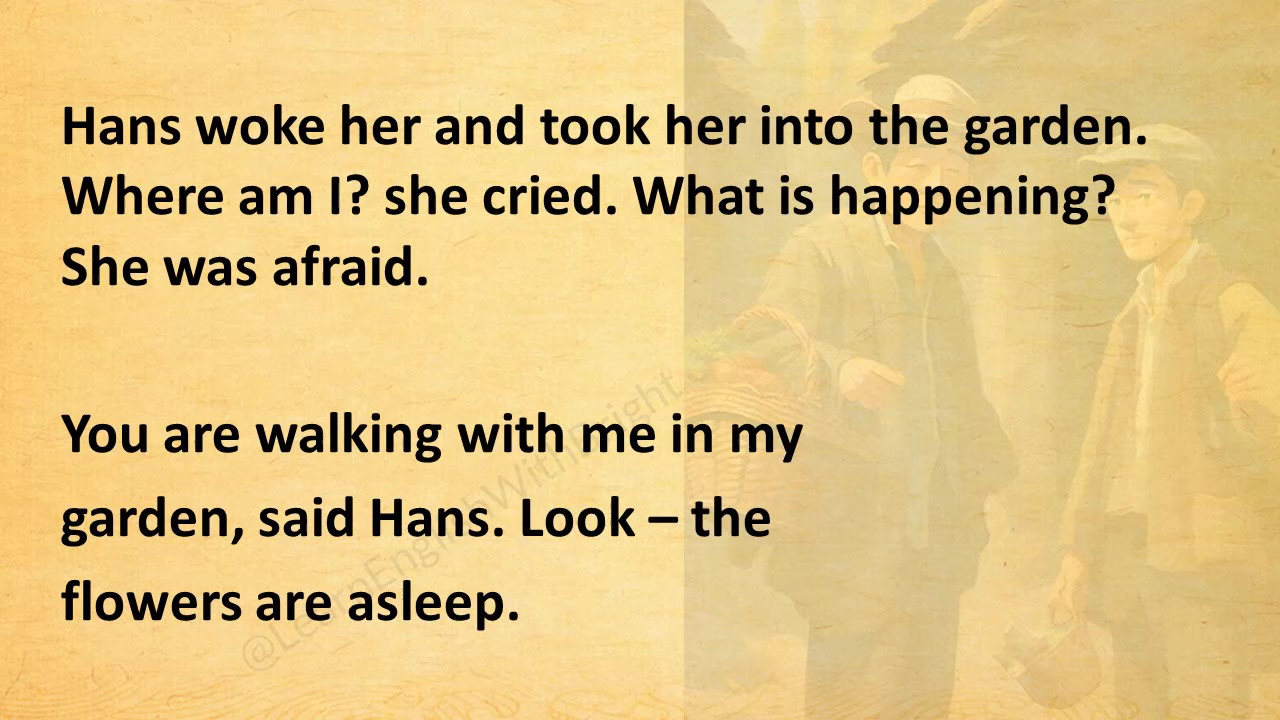 Hans woke her and took her into the garden.
Where am I? she cried. What is happening?
She was afraid.
You are walking with me in my
garden, said Hans. Look – the
flowers are asleep.